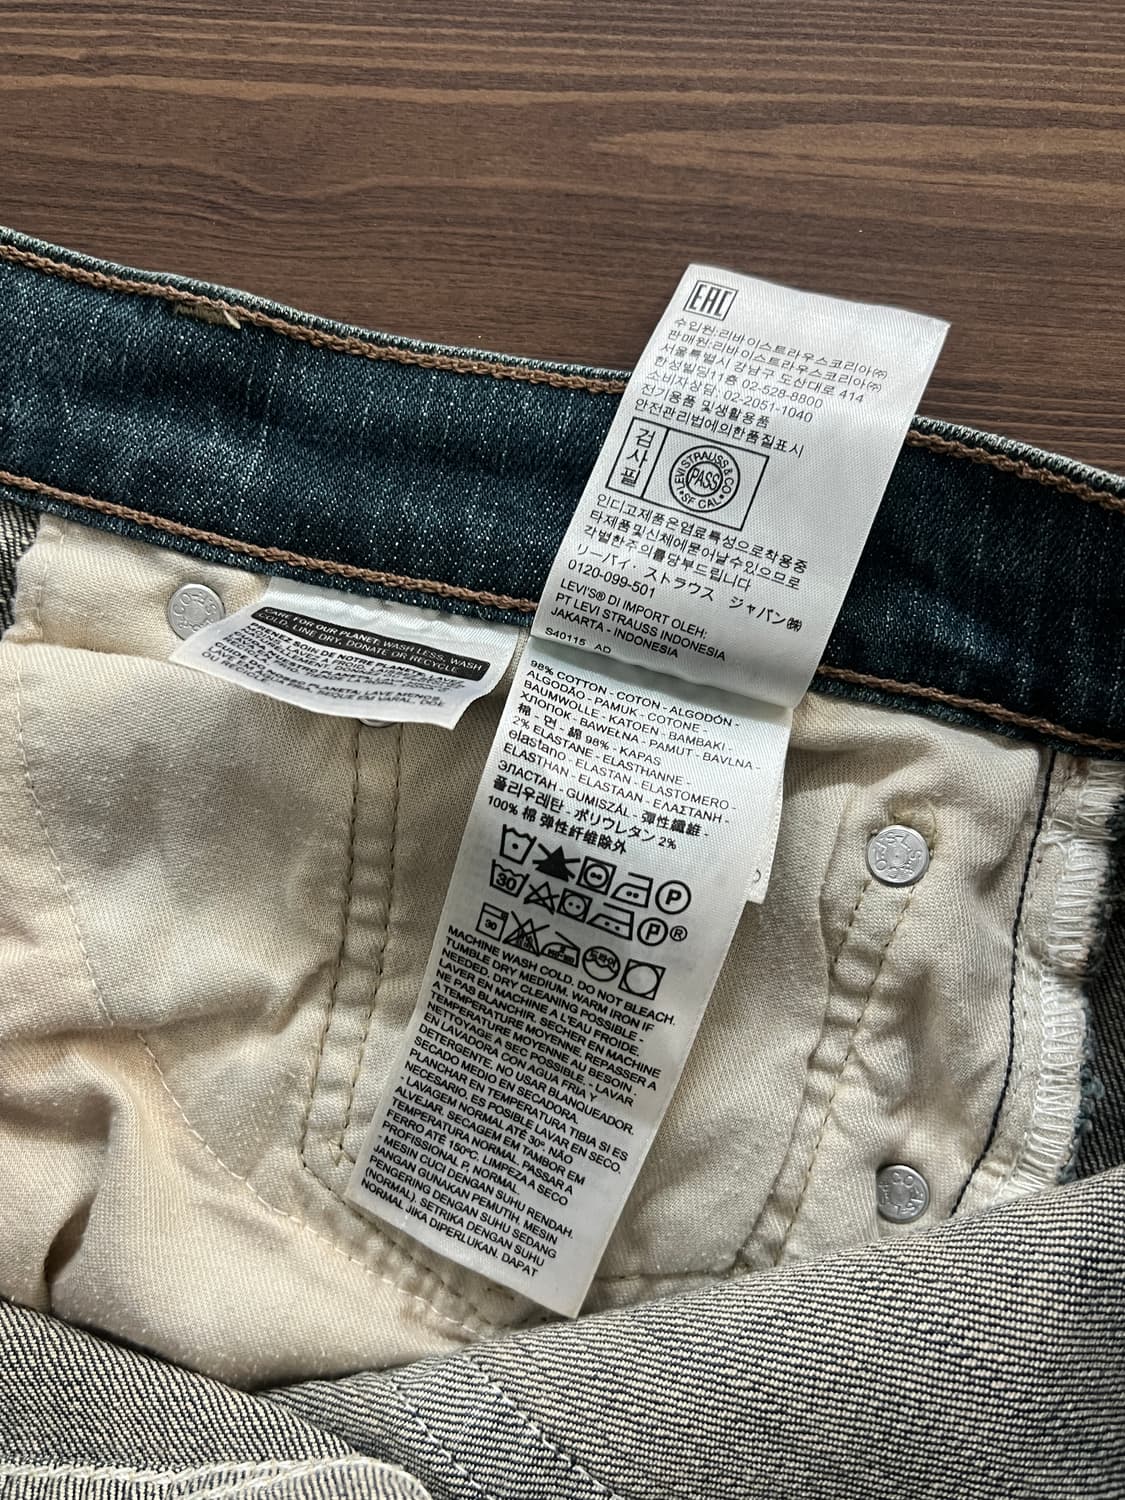 EAC
수입원:리바이스트라우스코리아㈜
판매원:리바이스트라우스코리아㈜
서울특별시 강남구 도산대로 414
한성빌딩11층 02-528-8800
소비자상담: 02-2051-1040
전기용품 및생활용품
안전관리법에의한품질표시
검사필
LEVI STRAUSS & CO
PASS
SF CAL
인디고제품은염료특성으로착용중
타제품및신체에묻어날수있으므로
각별한주의를당부드립니다
リーバイ・ストラウス ジャパン㈱
0120-099-501
LEVI'S® DI IMPORT OLEH:
PT LEVI STRAUSS INDONESIA
JAKARTA - INDONESIA
S40115 AD
CARE FOR OUR PLANET: WASH LESS, WASH
COLD, LINE DRY, DONATE OR RECYCLE.
98% COTTON - COTON - ALGODÓN -
ALGODÃO - PAMUK - COTONE -
BAUMWOLLE - KATOEN - BAMBAKI -
ХЛОПОК - BAWEŁNA - PAMUT - BAVLNA -
棉 - 면 - 綿 98% - KAPAS
2% ELASTANE - ELASTHANNE -
elastano - ELASTAN - ELASTOMERO -
ELASTHAN - ELASTAAN - ΕΛΑΣΤΑΝΗ -
ЭЛАСТАН - GUMISZÁL - 彈性纖維 -
폴리우레탄 - ポリウレタン 2%
100% 棉 弹性纤维除外
P
30 P®
30 드라이
MACHINE WASH COLD. DO NOT BLEACH.
TUMBLE DRY MEDIUM. WARM IRON IF
NEEDED. DRY CLEANING POSSIBLE -
LAVER EN MACHINE A L'EAU FROIDE.
NE PAS BLANCHIR. SECHER EN MACHINE
A TEMPERATURE MOYENNE. REPASSER A
TEMPERATURE MOYENNE AU BESOIN.
NETTOYAGE A SEC POSSIBLE. - LAVAR
EN LAVADORA CON AGUA FRIA Y
DETERGENTE. NO USAR BLANQUEADOR.
SECADO MEDIO EN SECADORA.
PLANCHAR EN TEMPERATURA TIBIA SI ES
NECESARIO, ES POSIBLE LAVAR EN SECO.
- LAVAGEM NORMAL ATÉ 30° NÃO
ALVEJAR. SECAGEM EM TAMBOR EM
TEMPERATURA NORMAL. PASSAR A
FERRO ATÉ 150ºC. LIMPEZA A SECO
PROFISSIONAL P, NORMAL.
- MESIN CUCI DENGAN SUHU RENDAH.
JANGAN GUNAKAN PEMUTIH. MESIN
PENGERING DENGAN SUHU SEDANG
(NORMAL). SETRIKA DENGAN SUHU
NORMAL JIKA DIPERLUKAN. DAPAT